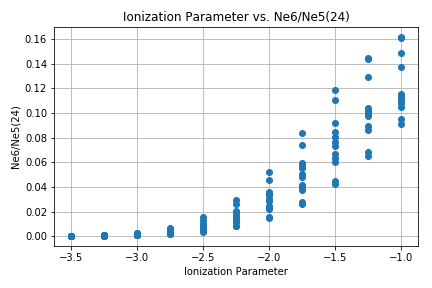 Ionization Parameter vs. Ne6/Ne5(24)
Ne6/Ne5(24)
0.16
0.14
0.12
0.10
0.08
0.06
0.04
0.02
0.00
−3.5 −3.0 −2.5 −2.0 −1.5 −1.0
Ionization Parameter